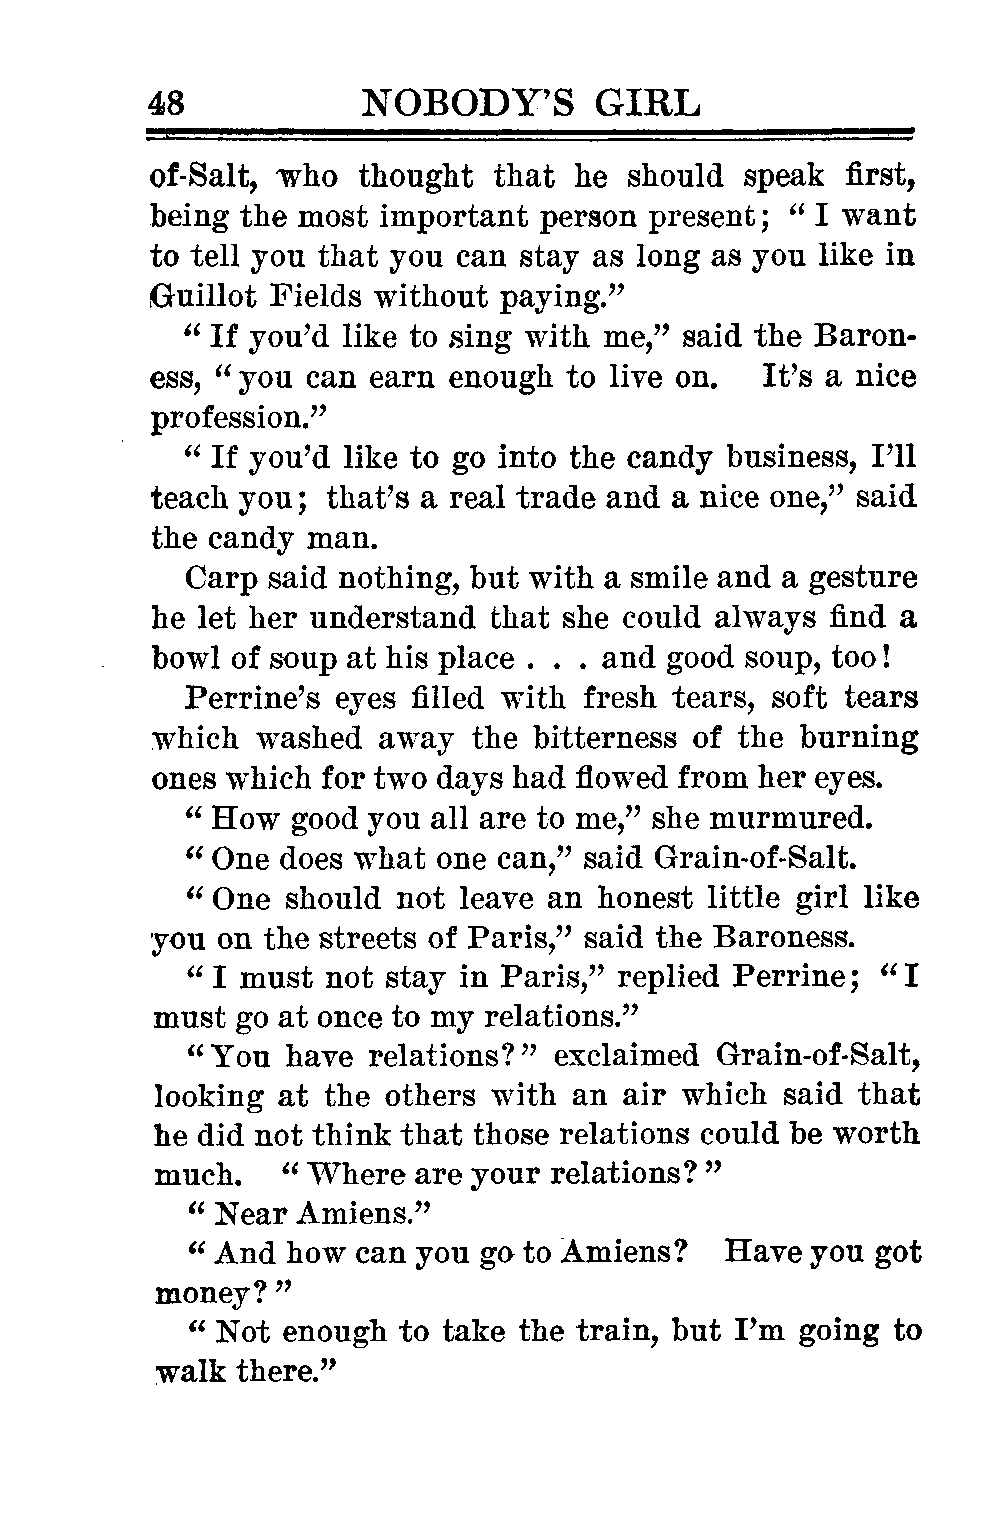 48 NOBODY'S GIRL
of-Salt, who thought that he should speak first,
being the most important person present; “ I want
to tell you that you can stay as long as you like in
Guillot Fields without paying.”
“ If you'd like to sing with me,” said the Baron-
ess, “ you can earn enough to live on. It's a nice
profession.”
“ If you'd like to go into the candy business, I'll
teach you; that's a real trade and a nice one,” said
the candy man.
Carp said nothing, but with a smile and a gesture
he let her understand that she could always find a
bowl of soup at his place . . . and good soup, too!
Perrine's eyes filled with fresh tears, soft tears
which washed away the bitterness of the burning
ones which for two days had flowed from her eyes.
“ How good you all are to me,” she murmured.
“ One does what one can,” said Grain-of-Salt.
“ One should not leave an honest little girl like
you on the streets of Paris,” said the Baroness.
“ I must not stay in Paris,” replied Perrine; “ I
must go at once to my relations.”
“ You have relations? ” exclaimed Grain-of-Salt,
looking at the others with an air which said that
he did not think that those relations could be worth
much. “ Where are your relations? ”
“ Near Amiens.”
“ And how can you go to Amiens? Have you got
money? ”
“ Not enough to take the train, but I'm going to
walk there.”